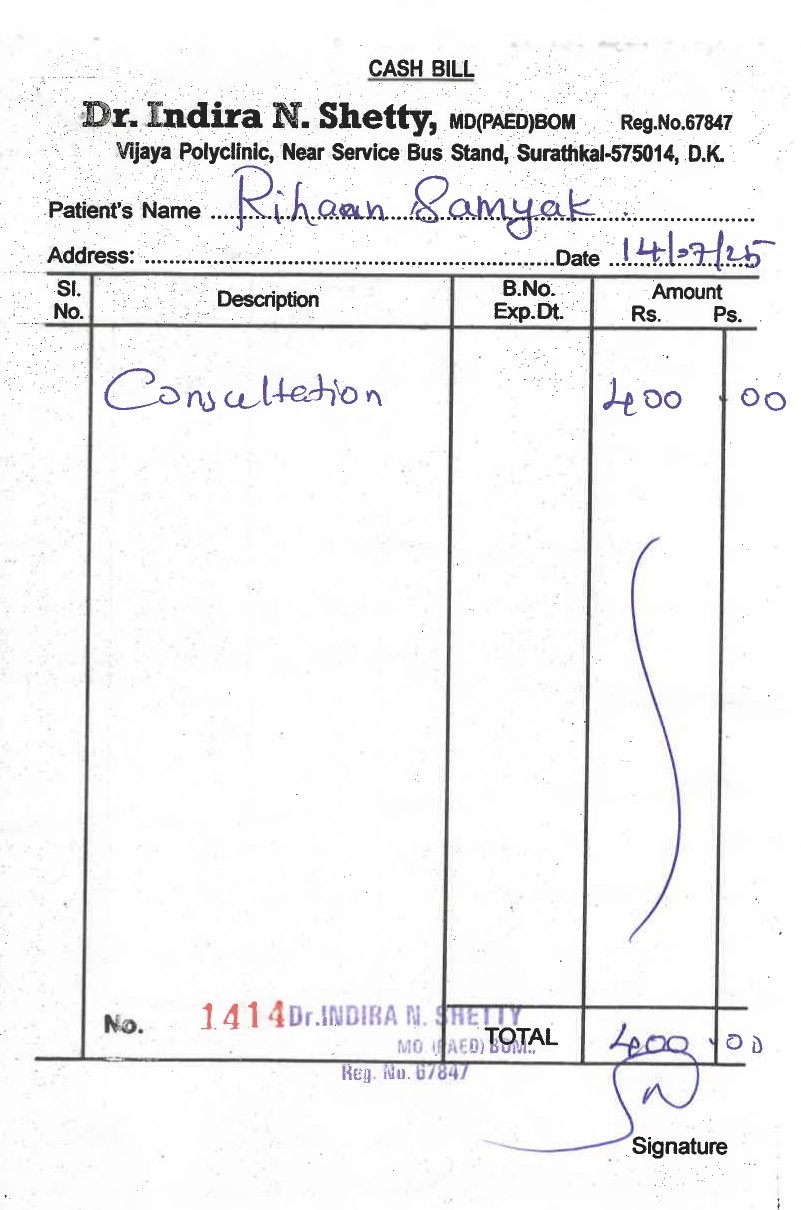 CASH BILL
Dr. Indira N. Shetty, MD(PAED)BOM Reg.No.67847
Vijaya Polyclinic, Near Service Bus Stand, Surathkal-575014, D.K.
Patient's Name Rihaan Samyak
Address: Date 14/07/25
Sl. No. Description B.No. Exp.Dt. Amount Rs. Ps.
Consultation 400 00
No. 1414 Dr.INDIRA N. SHETTY
TOTAL 400 00
MD (PAED) BOM.
Reg. No. 67847
Signature